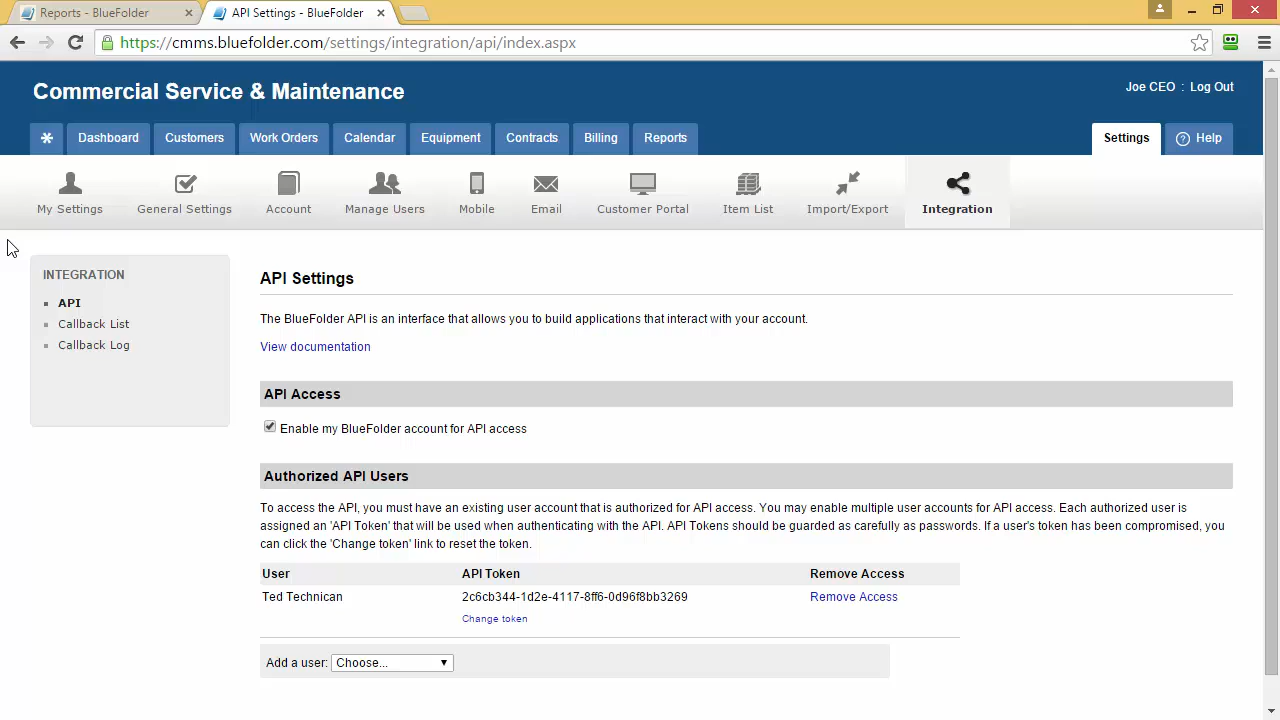 Reports - BlueFolder
API Settings - BlueFolder
https://cmms.bluefolder.com/settings/integration/api/index.aspx
Commercial Service & Maintenance
Joe CEO : Log Out
Dashboard Customers Work Orders Calendar Equipment Contracts Billing Reports Settings ? Help
My Settings General Settings Account Manage Users Mobile Email Customer Portal Item List Import/Export Integration
INTEGRATION
API
Callback List
Callback Log
API Settings
The BlueFolder API is an interface that allows you to build applications that interact with your account.
View documentation
API Access
Enable my BlueFolder account for API access
Authorized API Users
To access the API, you must have an existing user account that is authorized for API access. You may enable multiple user accounts for API access. Each authorized user is
assigned an 'API Token' that will be used when authenticating with the API. API Tokens should be guarded as carefully as passwords. If a user's token has been compromised, you
can click the 'Change token' link to reset the token.
User API Token Remove Access
Ted Technican 2c6cb344-1d2e-4117-8ff6-0d96f8bb3269 Remove Access
Change token
Add a user: Choose...